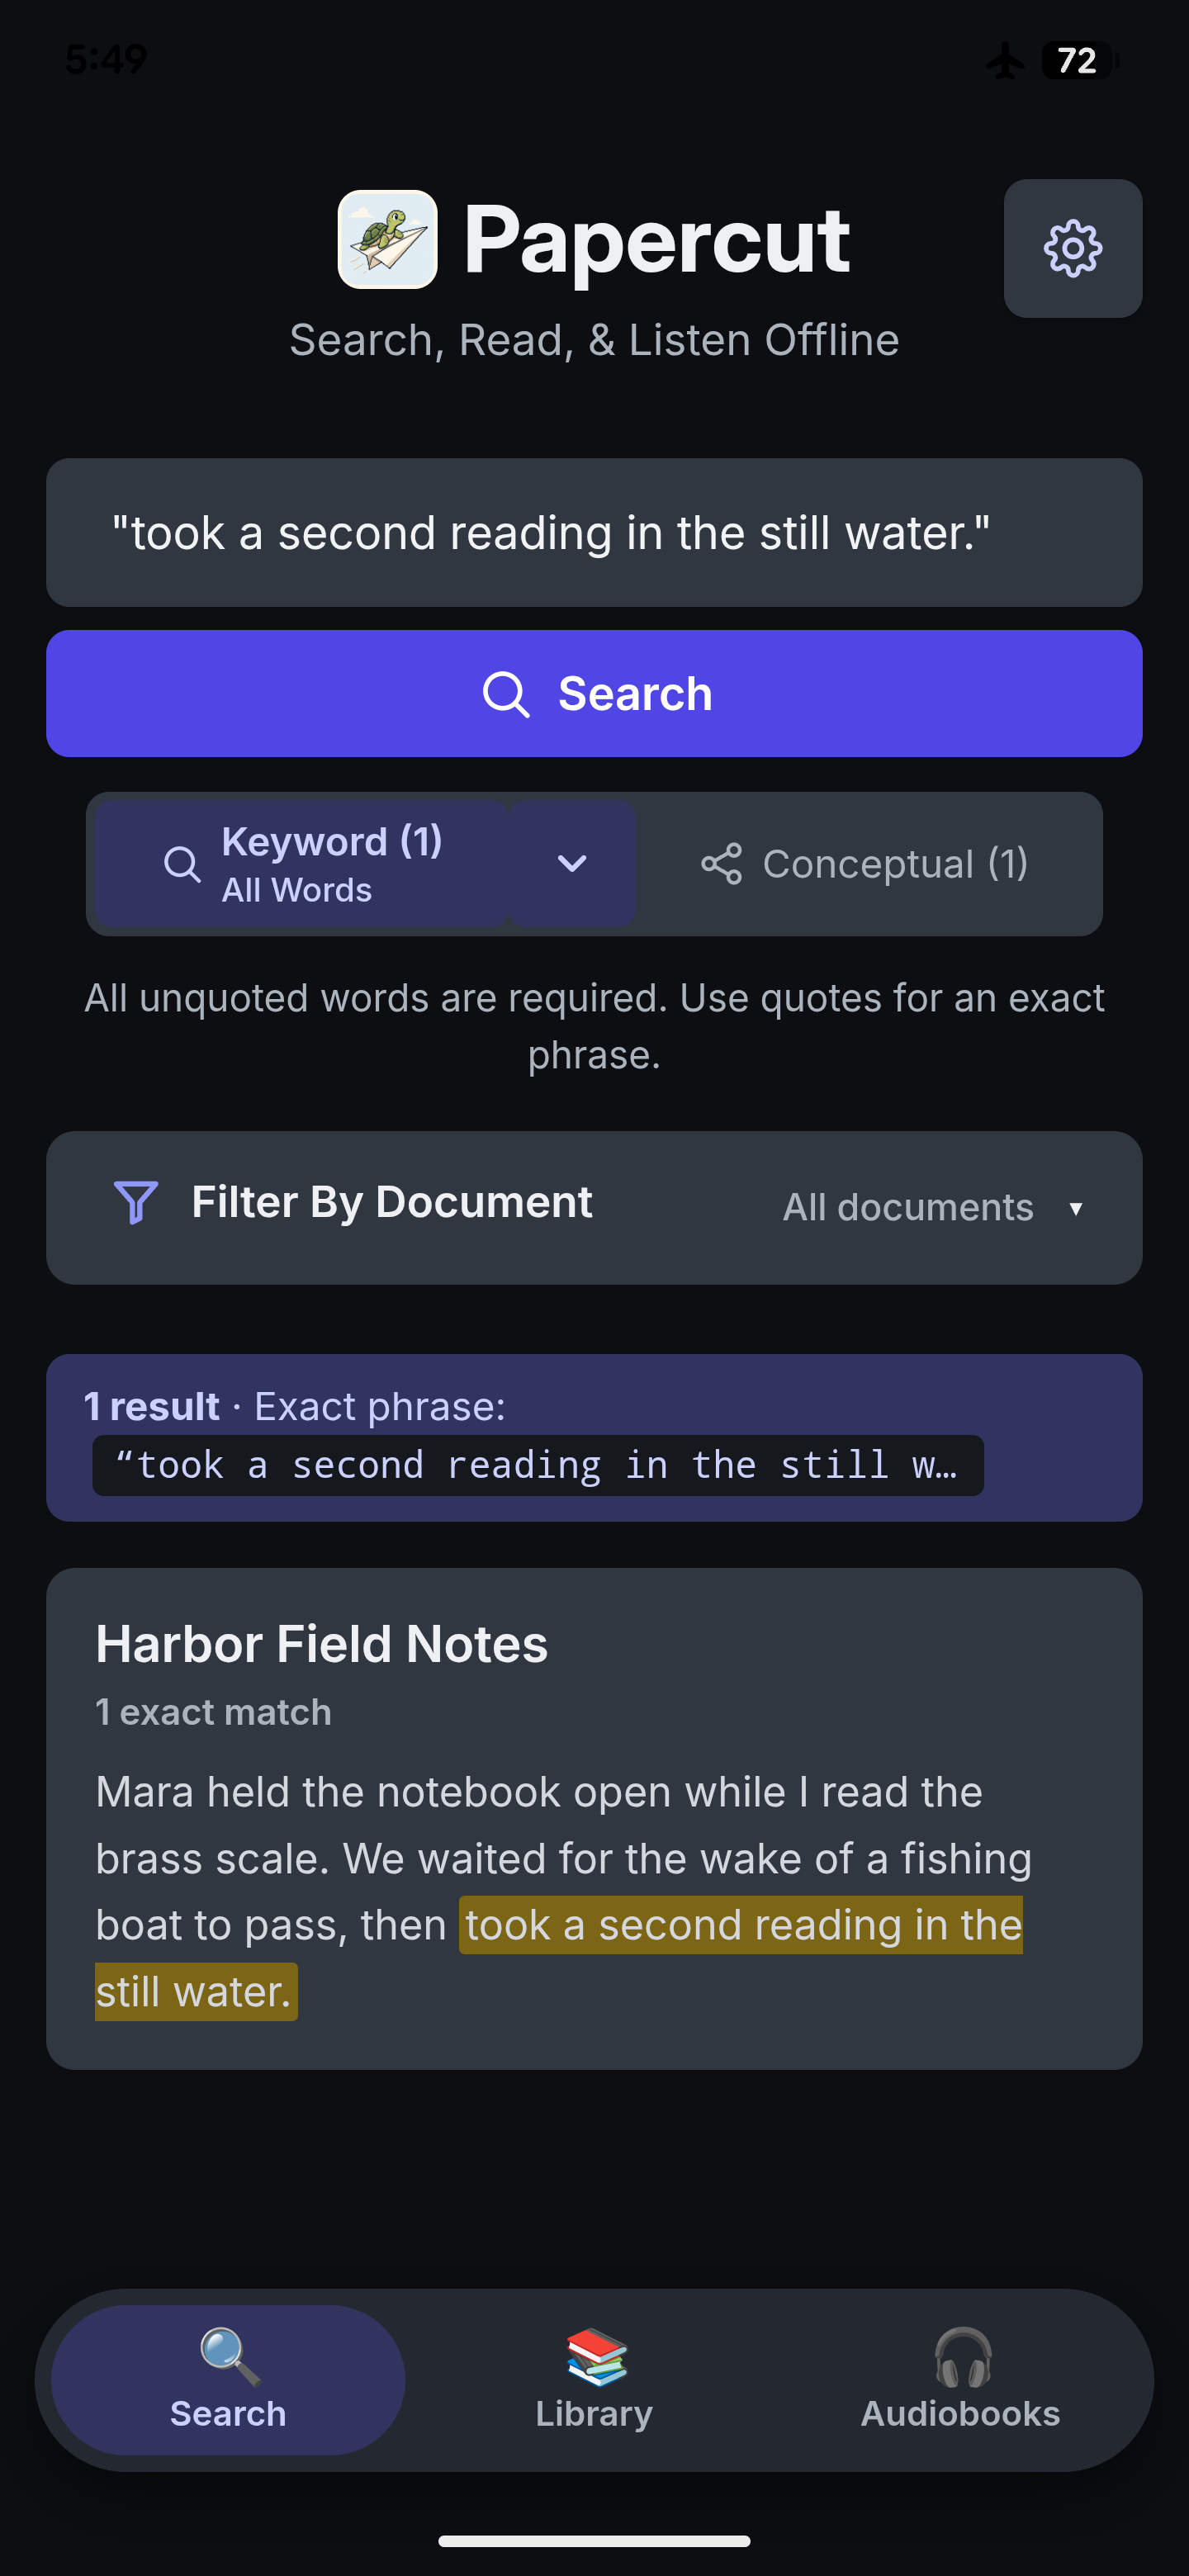 5:49
72
Papercut
Search, Read, & Listen Offline
"took a second reading in the still water."
Search
Keyword (1)
All Words
Conceptual (1)
All unquoted words are required. Use quotes for an exact
phrase.
Filter By Document
All documents
1 result · Exact phrase:
“took a second reading in the still w…
Harbor Field Notes
1 exact match
Mara held the notebook open while I read the
brass scale. We waited for the wake of a fishing
boat to pass, then took a second reading in the
still water.
Search
Library
Audiobooks